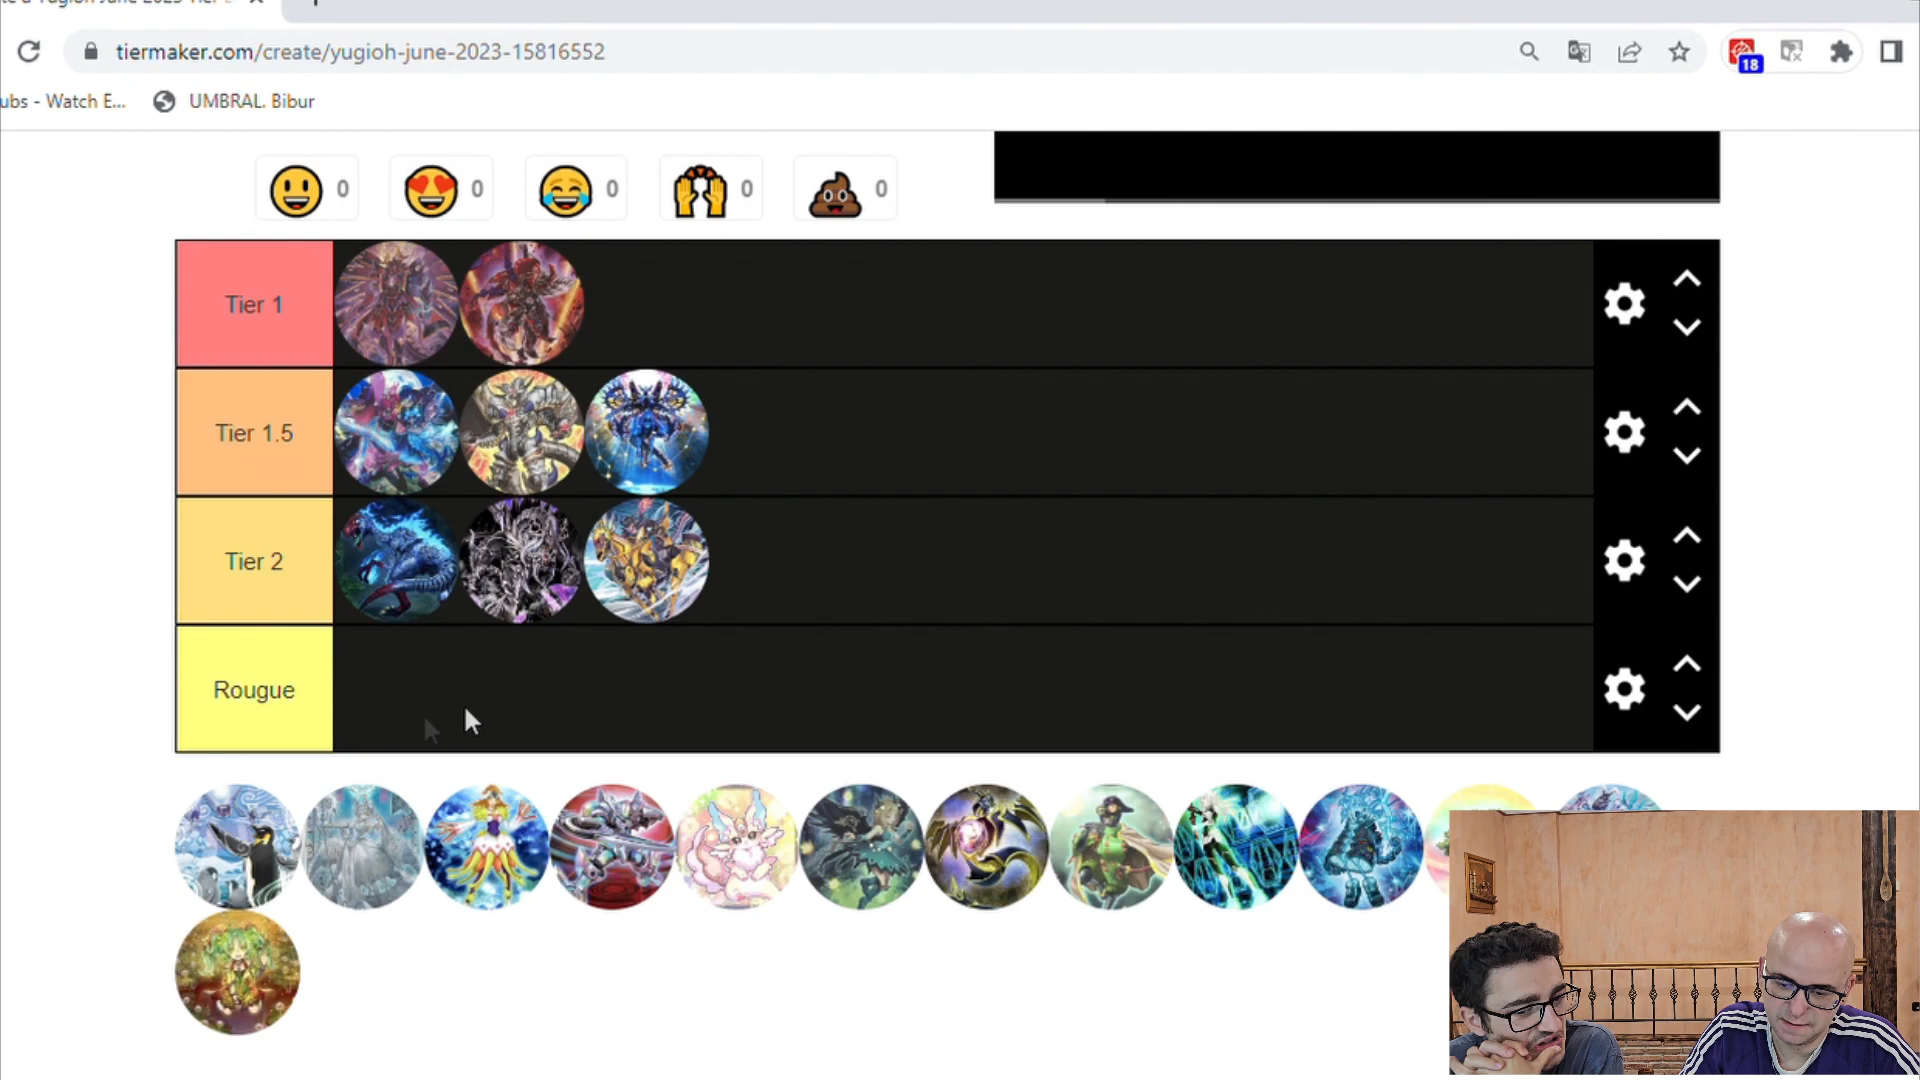 tiermaker.com/create/yugioh-june-2023-15816552
18
ubs - Watch E...
UMBRAL. Bibur
0
0
0
0
0
Tier 1
Tier 1.5
Tier 2
Rougue